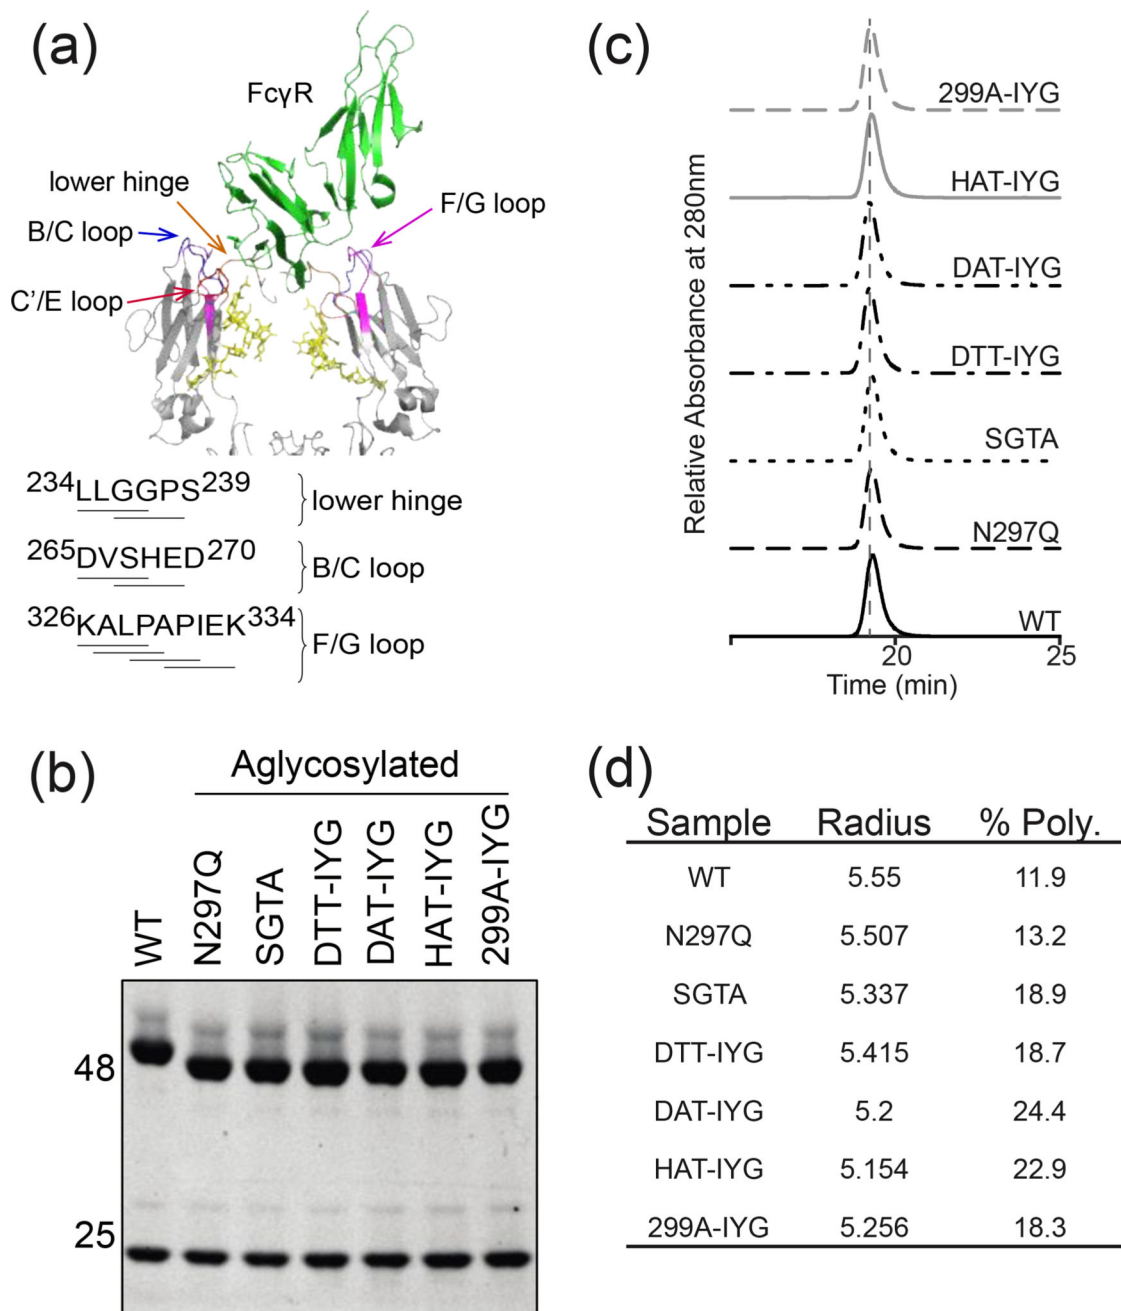 (a)
FcγR
lower hinge
B/C loop
F/G loop
C'/E loop
234LLGGPS239 lower hinge
265DVSHED270 B/C loop
326KALPAPIEK334 F/G loop
(b)
Aglycosylated
WT N297Q SGTA DTT-IYG DAT-IYG HAT-IYG 299A-IYG
48
25
(c)
Relative Absorbance at 280nm
299A-IYG
HAT-IYG
DAT-IYG
DTT-IYG
SGTA
N297Q
WT
20 25
Time (min)
(d)
Sample Radius % Poly.
WT 5.55 11.9
N297Q 5.507 13.2
SGTA 5.337 18.9
DTT-IYG 5.415 18.7
DAT-IYG 5.2 24.4
HAT-IYG 5.154 22.9
299A-IYG 5.256 18.3